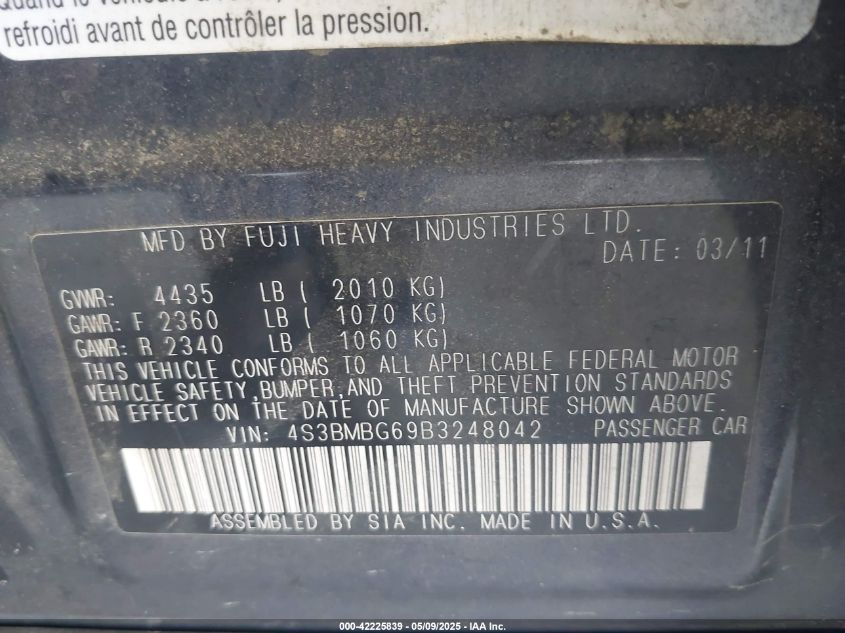 refroidi avant de contrôler la pression.
MFD BY FUJI HEAVY INDUSTRIES LTD.
DATE: 03/11
GVWR: 4435 LB ( 2010 KG)
GAWR: F 2360 LB ( 1070 KG)
GAWR: R 2340 LB ( 1060 KG)
THIS VEHICLE CONFORMS TO ALL APPLICABLE FEDERAL MOTOR
VEHICLE SAFETY,BUMPER,AND THEFT PREVENTION STANDARDS
IN EFFECT ON THE DATE OF MANUFACTURE SHOWN ABOVE.
VIN: 4S3BMBG69B3248042 PASSENGER CAR
ASSEMBLED BY SIA INC. MADE IN U.S.A.
000-42225839 - 05/09/2025 - IAA Inc.